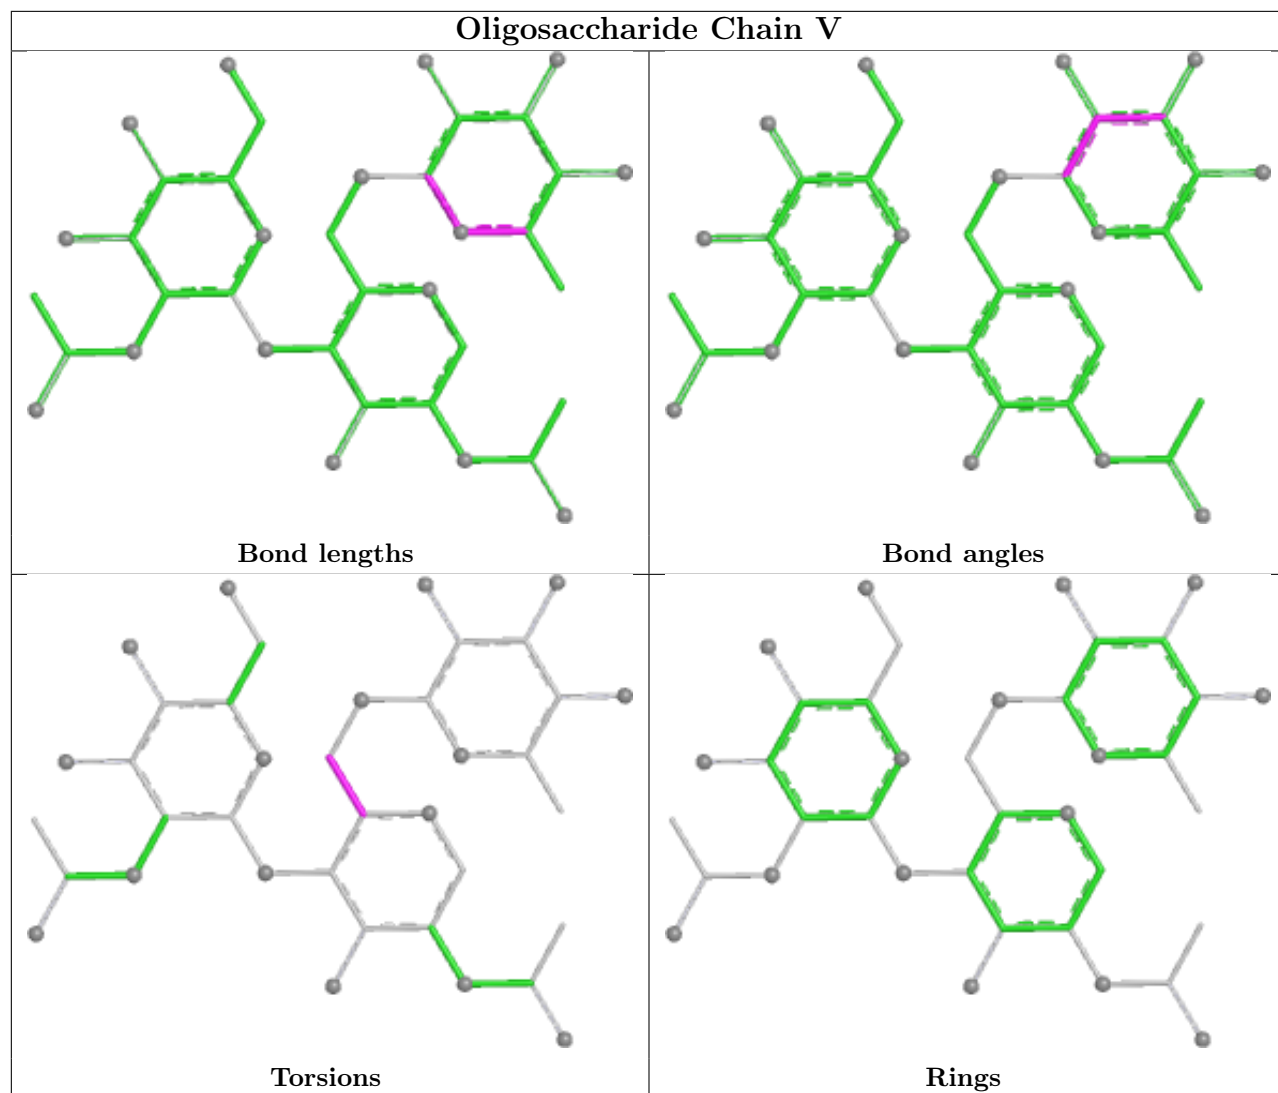 Oligosaccharide Chain V
Bond lengths
Bond angles
Torsions
Rings